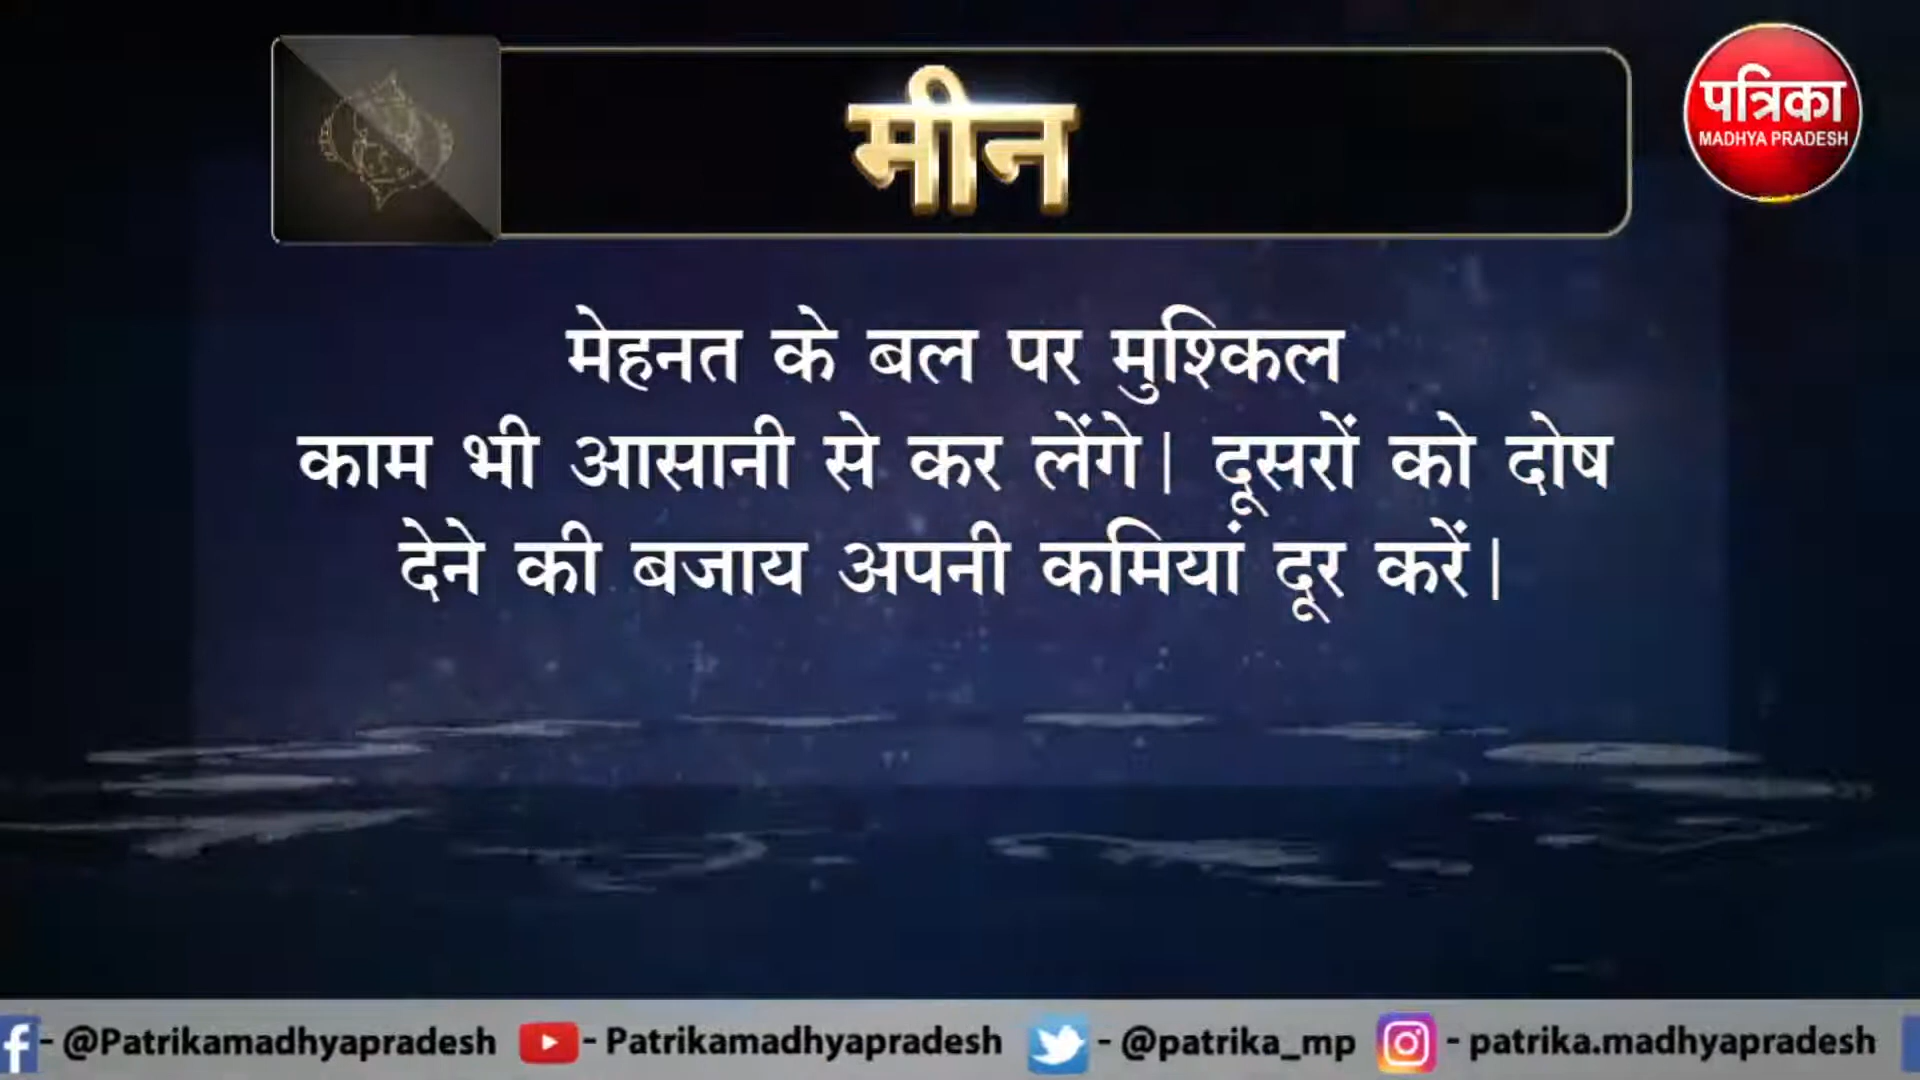 मीन
पत्रिका
MADHYA PRADESH
मेहनत के बल पर मुश्किल
काम भी आसानी से कर लेंगे| दूसरों को दोष
देने की बजाय अपनी कमियां दूर करें|
- @Patrikamadhyapradesh - Patrikamadhyapradesh - @patrika_mp - patrika.madhyapradesh